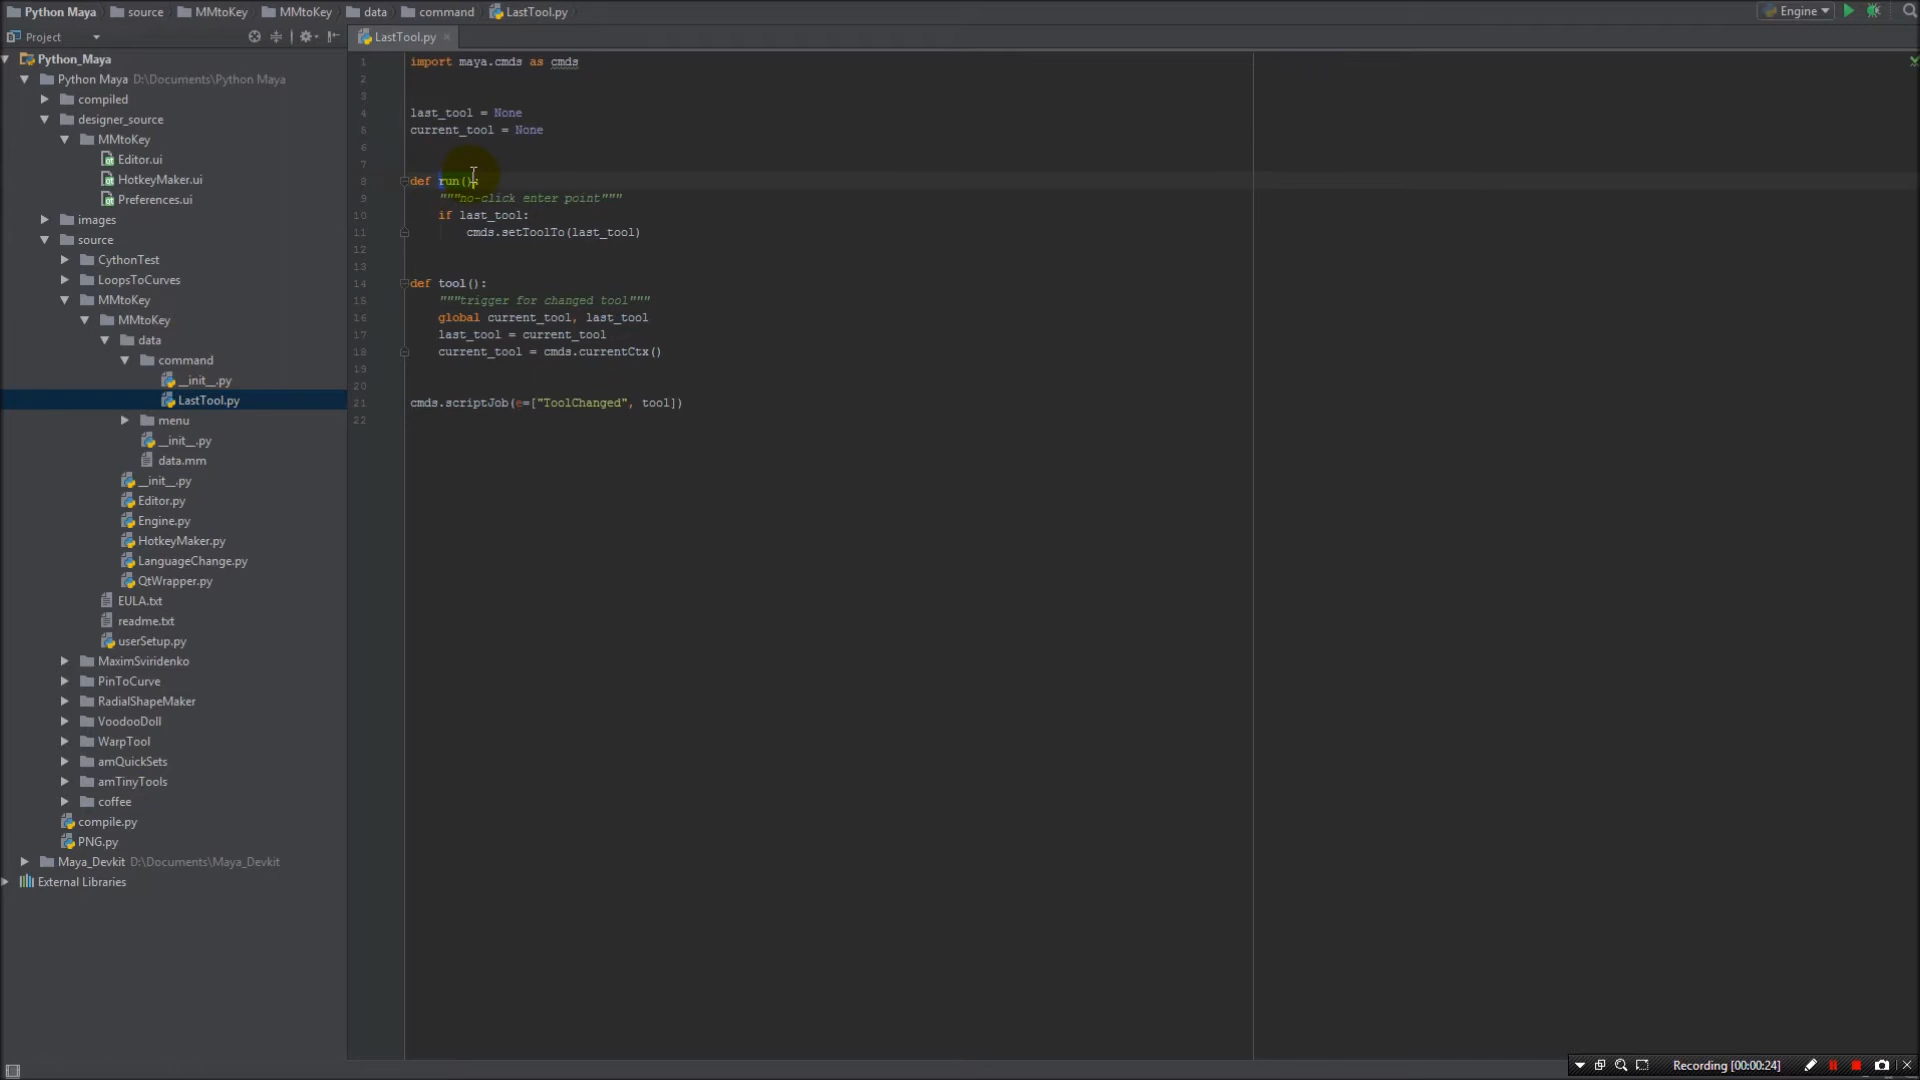 Python Maya source MMtoKey MMtoKey data command LastTool.py Engine
Project LastTool.py
Python_Maya
Python Maya D:\Documents\Python Maya
compiled
designer_source
MMtoKey
Editor.ui
HotkeyMaker.ui
Preferences.ui
images
source
CythonTest
LoopsToCurves
MMtoKey
MMtoKey
data
command
__init__.py
LastTool.py
menu
__init__.py
data.mm
__init__.py
Editor.py
Engine.py
HotkeyMaker.py
LanguageChange.py
QtWrapper.py
EULA.txt
readme.txt
userSetup.py
MaximSviridenko
PinToCurve
RadialShapeMaker
VoodooDoll
WarpTool
amQuickSets
amTinyTools
coffee
compile.py
PNG.py
Maya_Devkit D:\Documents\Maya_Devkit
External Libraries
1 import maya.cmds as cmds
2
3
4 last_tool = None
5 current_tool = None
6
7
8 def run():
9 """no-click enter point"""
10 if last_tool:
11 cmds.setToolTo(last_tool)
12
13
14 def tool():
15 """trigger for changed tool"""
16 global current_tool, last_tool
17 last_tool = current_tool
18 current_tool = cmds.currentCtx()
19
20
21 cmds.scriptJob(e=["ToolChanged", tool])
22
Recording [00:00:24]